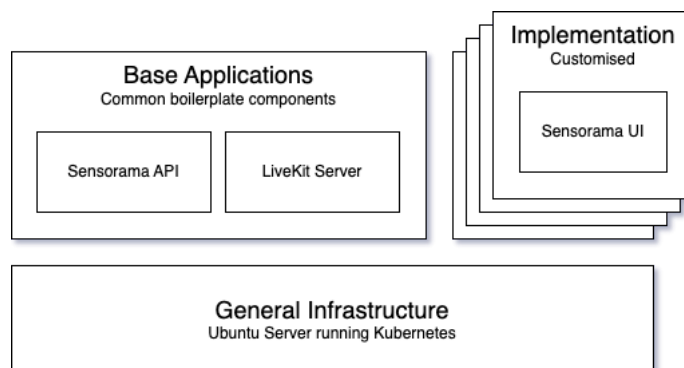 Base Applications
Common boilerplate components
Sensorama API
LiveKit Server
Implementation
Customised
Sensorama UI
General Infrastructure
Ubuntu Server running Kubernetes